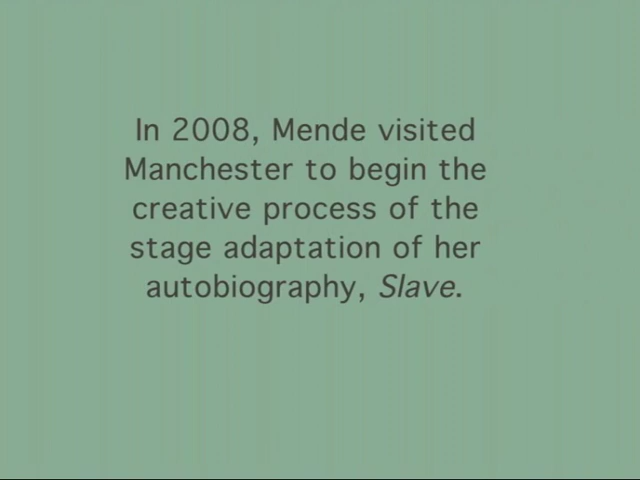 In 2008, Mende visited
Manchester to begin the
creative process of the
stage adaptation of her
autobiography, Slave.